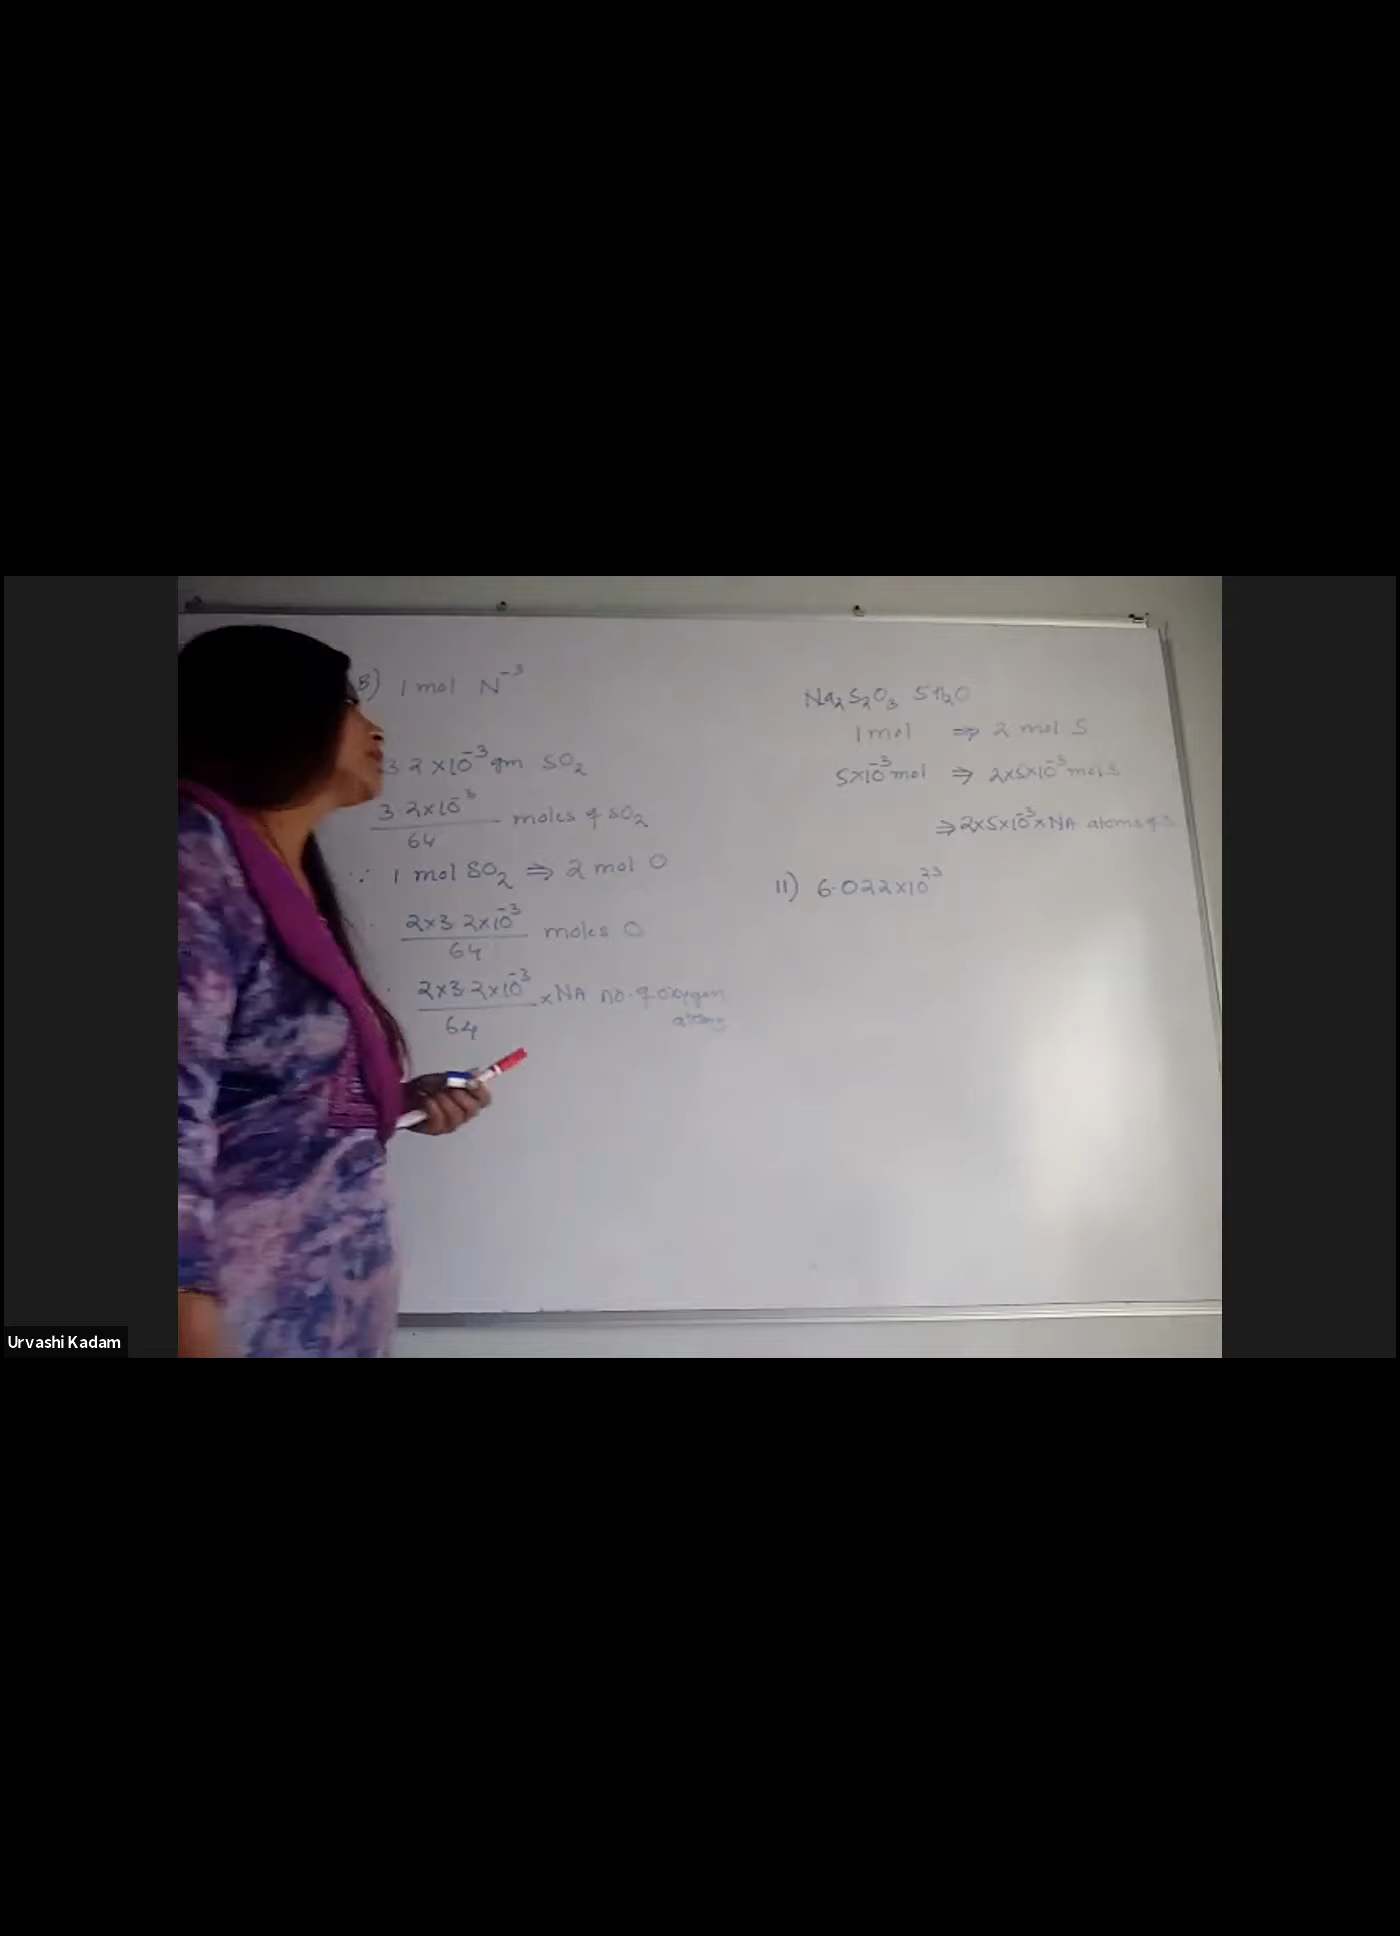 8) 1 mol N⁻³
3.2 × 10⁻³ gm SO₂
3.2×10⁻³
64
moles of SO₂
∵ 1 mol SO₂ ⇒ 2 mol O
2×3.2×10⁻³
64
moles O
2×3.2×10⁻³
64
× NA no. of oxygen
atoms
Na₂S₂O₃ 5H₂O
1 mol ⇒ 2 mol S
5×10⁻³ mol ⇒ 2×5×10⁻³ mol S
⇒ 2×5×10⁻³×NA atoms of S
11) 6.022×10²³
Urvashi Kadam